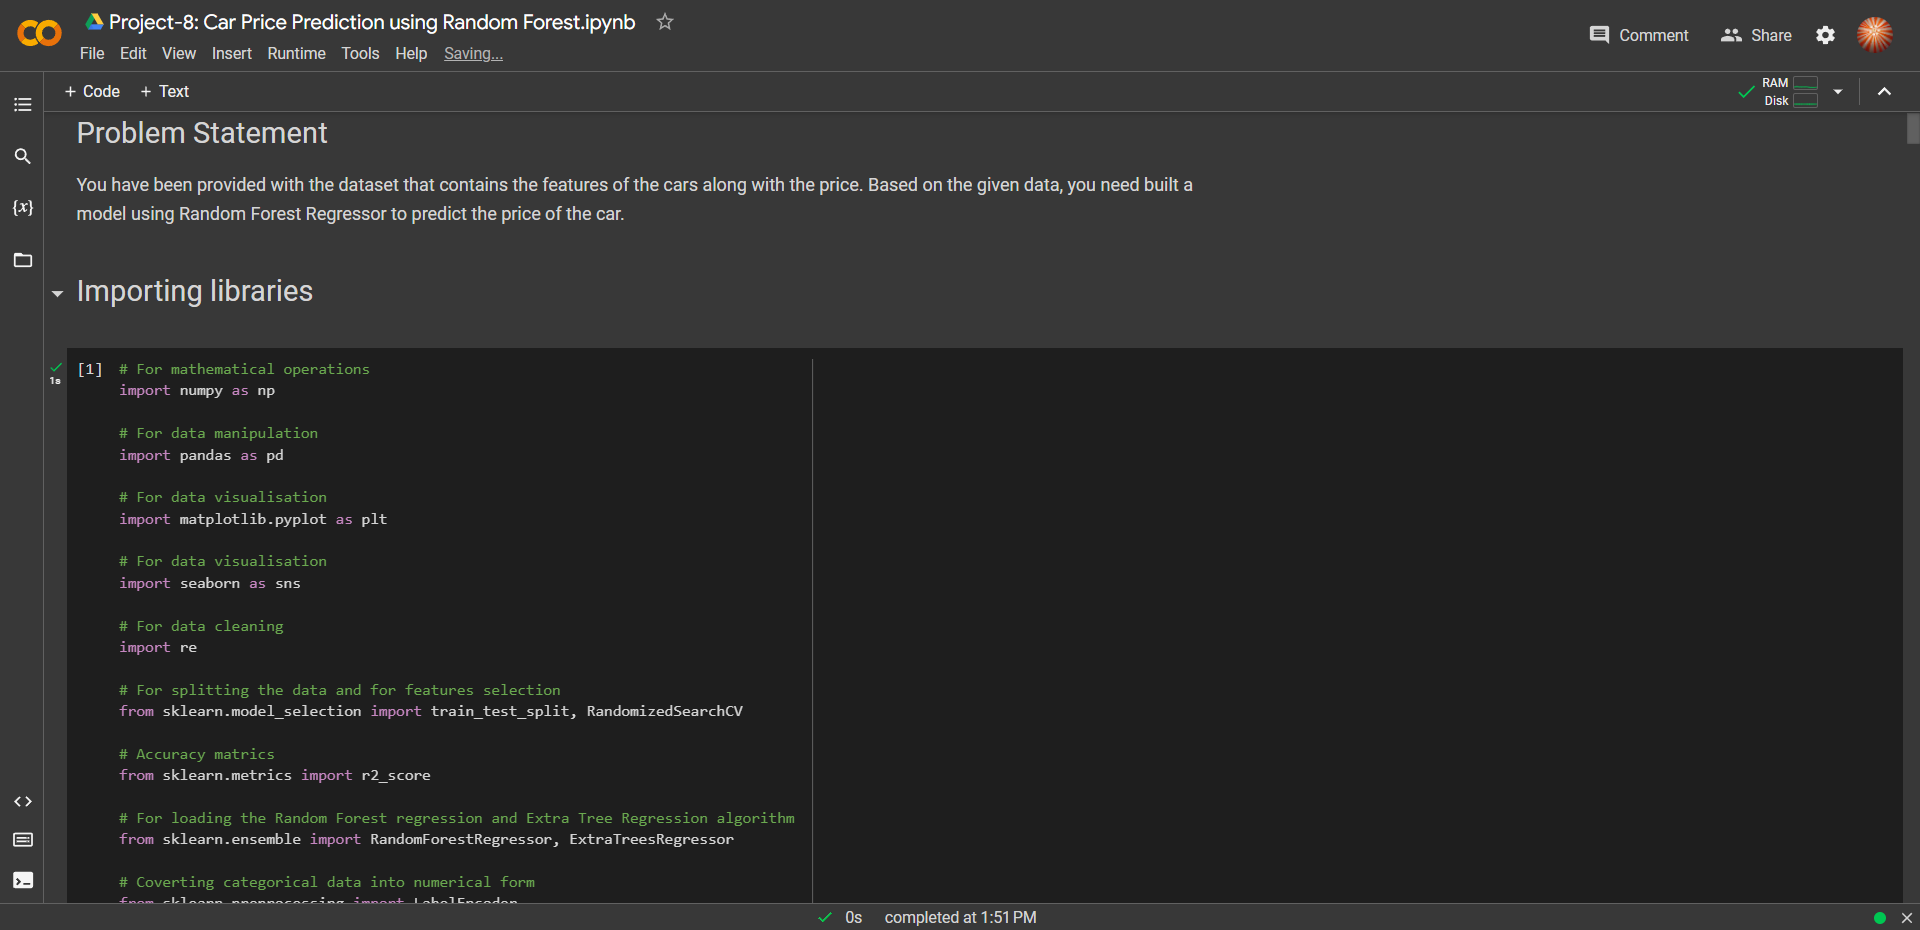 Project-8: Car Price Prediction using Random Forest.ipynb
File Edit View Insert Runtime Tools Help Saving...
Comment Share
+ Code + Text
RAM
Disk
Problem Statement
You have been provided with the dataset that contains the features of the cars along with the price. Based on the given data, you need built a
model using Random Forest Regressor to predict the price of the car.
Importing libraries
[1] # For mathematical operations
1s
import numpy as np
# For data manipulation
import pandas as pd
# For data visualisation
import matplotlib.pyplot as plt
# For data visualisation
import seaborn as sns
# For data cleaning
import re
# For splitting the data and for features selection
from sklearn.model_selection import train_test_split, RandomizedSearchCV
# Accuracy matrics
from sklearn.metrics import r2_score
# For loading the Random Forest regression and Extra Tree Regression algorithm
from sklearn.ensemble import RandomForestRegressor, ExtraTreesRegressor
# Coverting categorical data into numerical form
from sklearn.preprocessing import LabelEncoder
0s completed at 1:51 PM